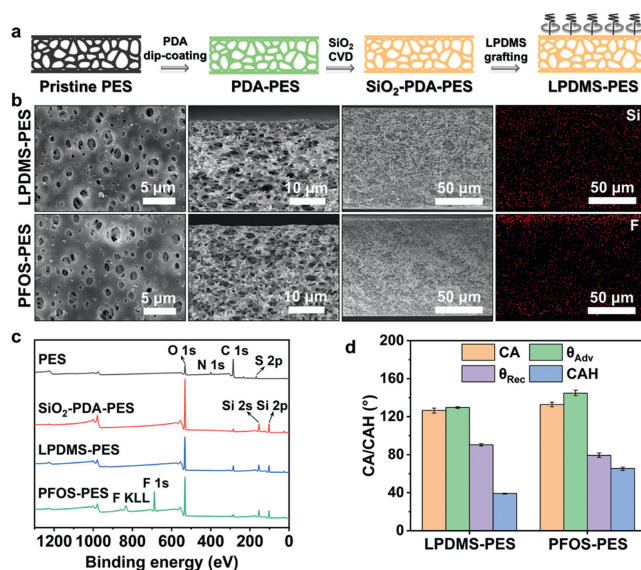 a
PDA
dip-coating
SiO2
CVD
LPDMS
grafting
Pristine PES
PDA-PES
SiO2-PDA-PES
LPDMS-PES
b
LPDMS-PES
5 μm
10 μm
50 μm
Si
50 μm
PFOS-PES
5 μm
10 μm
50 μm
F
50 μm
c
PES
O 1s
N 1s
C 1s
S 2p
SiO2-PDA-PES
Si 2s
Si 2p
LPDMS-PES
PFOS-PES
F KLL
F 1s
1200 1000 800 600 400 200 0
Binding energy (eV)
d
CA/CAH (°)
160
120
80
40
0
CA
θAdv
θRec
CAH
LPDMS-PES
PFOS-PES